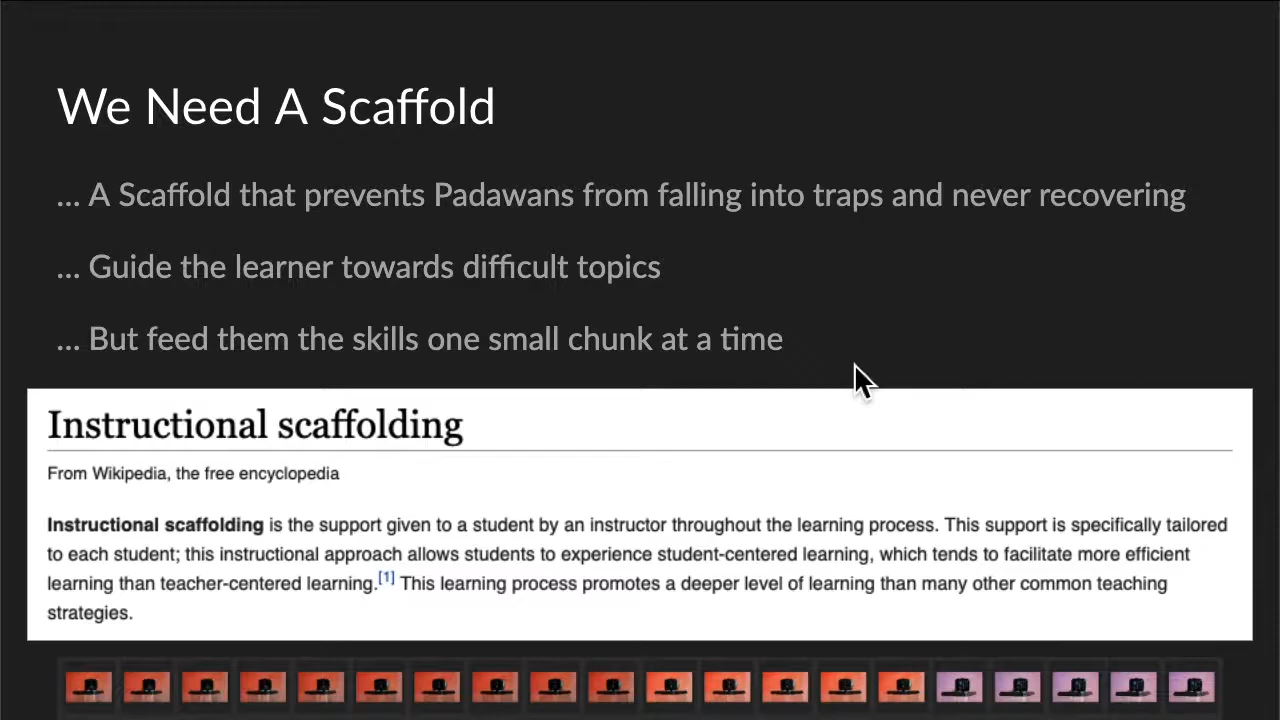 We Need A Scaffold
... A Scaffold that prevents Padawans from falling into traps and never recovering
... Guide the learner towards difficult topics
... But feed them the skills one small chunk at a time
Instructional scaffolding
From Wikipedia, the free encyclopedia
Instructional scaffolding is the support given to a student by an instructor throughout the learning process. This support is specifically tailored
to each student; this instructional approach allows students to experience student-centered learning, which tends to facilitate more efficient
learning than teacher-centered learning.[1] This learning process promotes a deeper level of learning than many other common teaching
strategies.